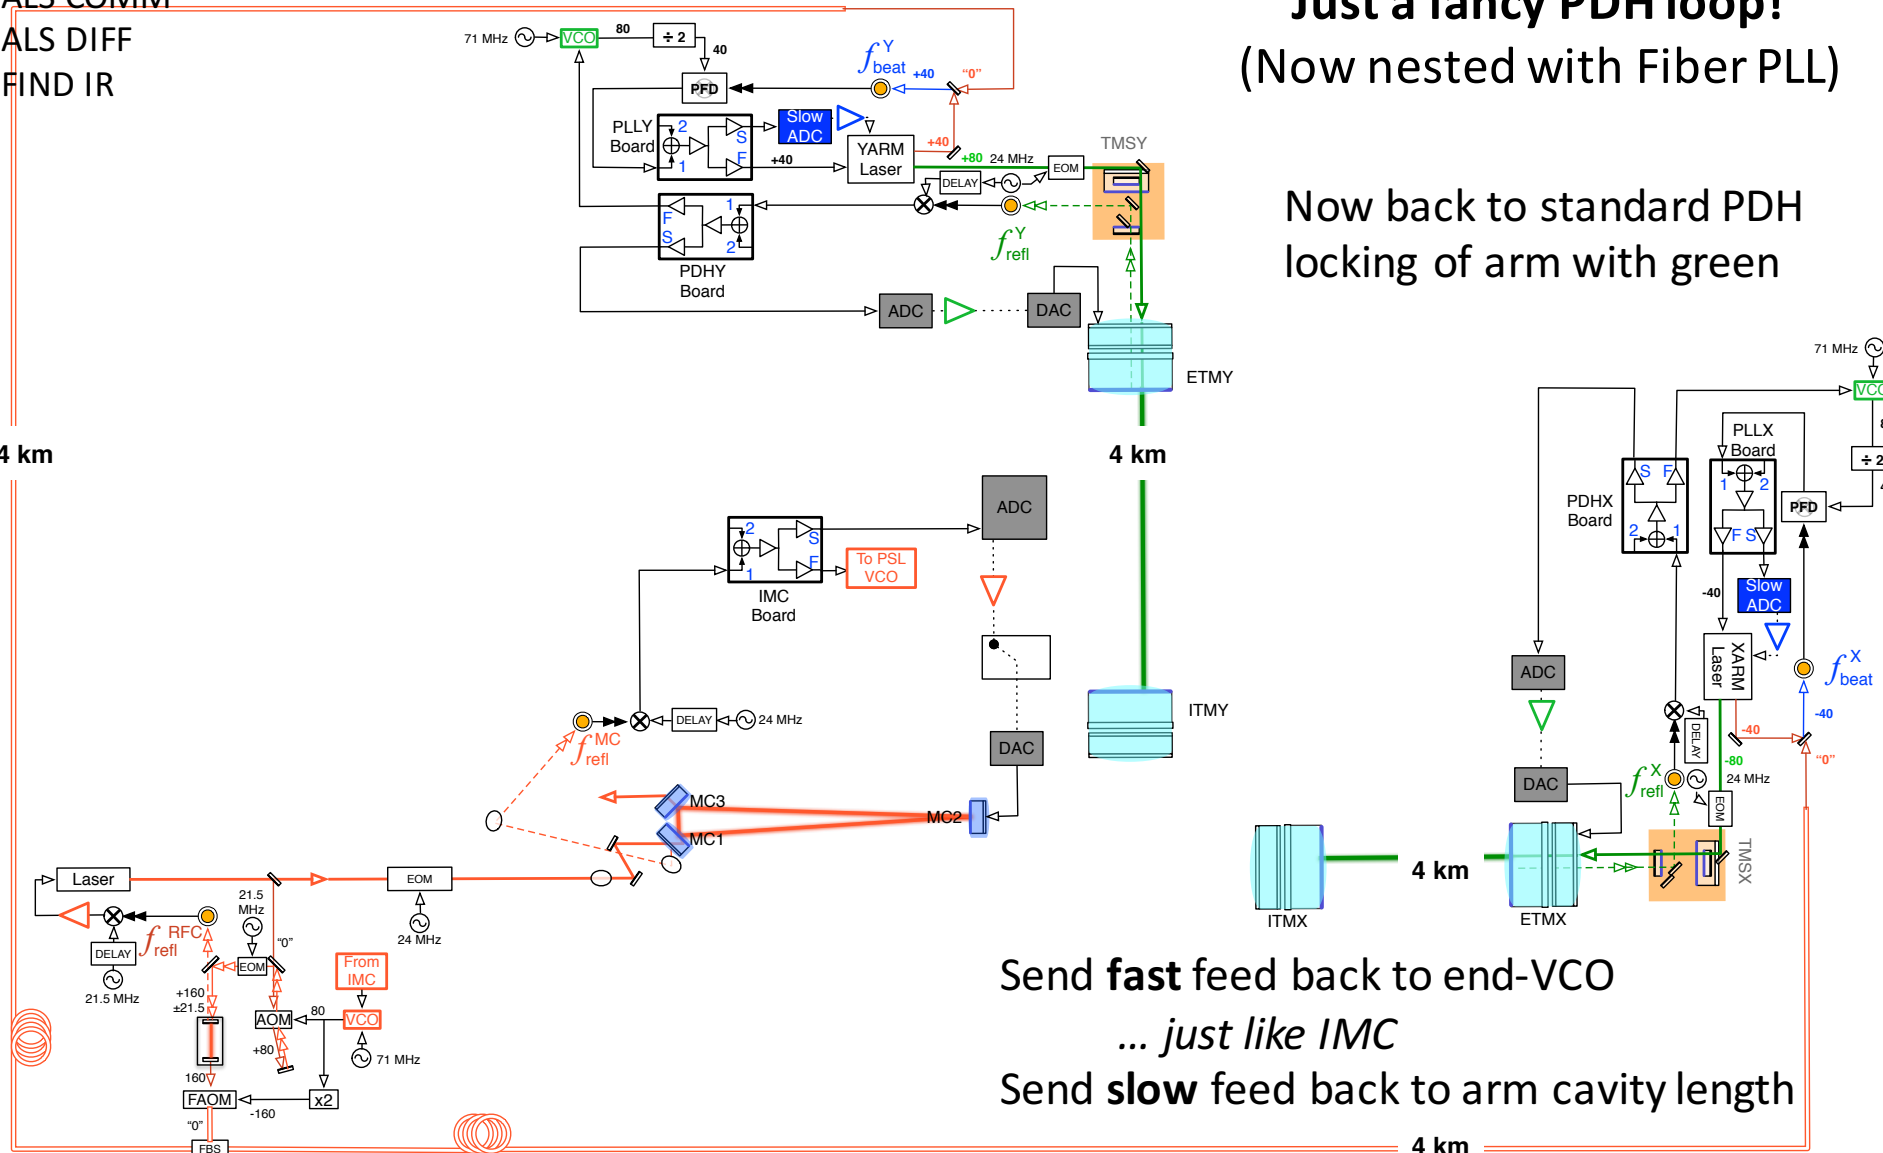 ALS COMM
ALS DIFF
FIND IR
Just a fancy PDH loop!
(Now nested with Fiber PLL)
Now back to standard PDH
locking of arm with green
71 MHz
VCO
80
÷ 2
40
PFD
f Y beat
+40
"0"
PLLY
Board
2
1
S
F
Slow
ADC
+40
YARM
Laser
+40
+80
24 MHz
EOM
TMSY
DELAY
f Y refl
F
S
1
2
PDHY
Board
ADC
DAC
ETMY
4 km
4 km
ITMY
ADC
2
1
S
F
To PSL
VCO
IMC
Board
DELAY
24 MHz
f MC refl
DAC
MC3
MC2
MC1
Laser
EOM
24 MHz
21.5
MHz
"0"
EOM
f RFC refl
DELAY
21.5 MHz
+160
±21.5
AOM
80
VCO
From
IMC
71 MHz
+80
160
FAOM
-160
x2
"0"
FBS
71 MHz
VCO
÷ 2
PLLX
Board
1
2
F
S
PFD
PDHX
Board
S
F
2
1
-40
Slow
ADC
XARM
Laser
f X beat
-40
-40
"0"
ADC
DAC
DELAY
-80
24 MHz
f X refl
EOM
TMSX
4 km
ITMX
ETMX
Send fast feed back to end-VCO
... just like IMC
Send slow feed back to arm cavity length
4 km